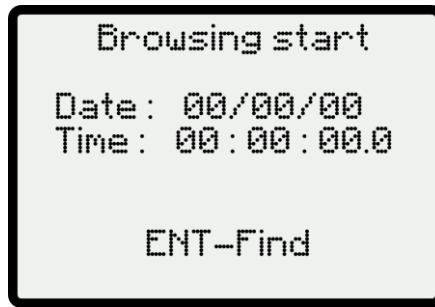 Browsing start
Date : 00/00/00
Time : 00 : 00 : 00.0
ENT-Find